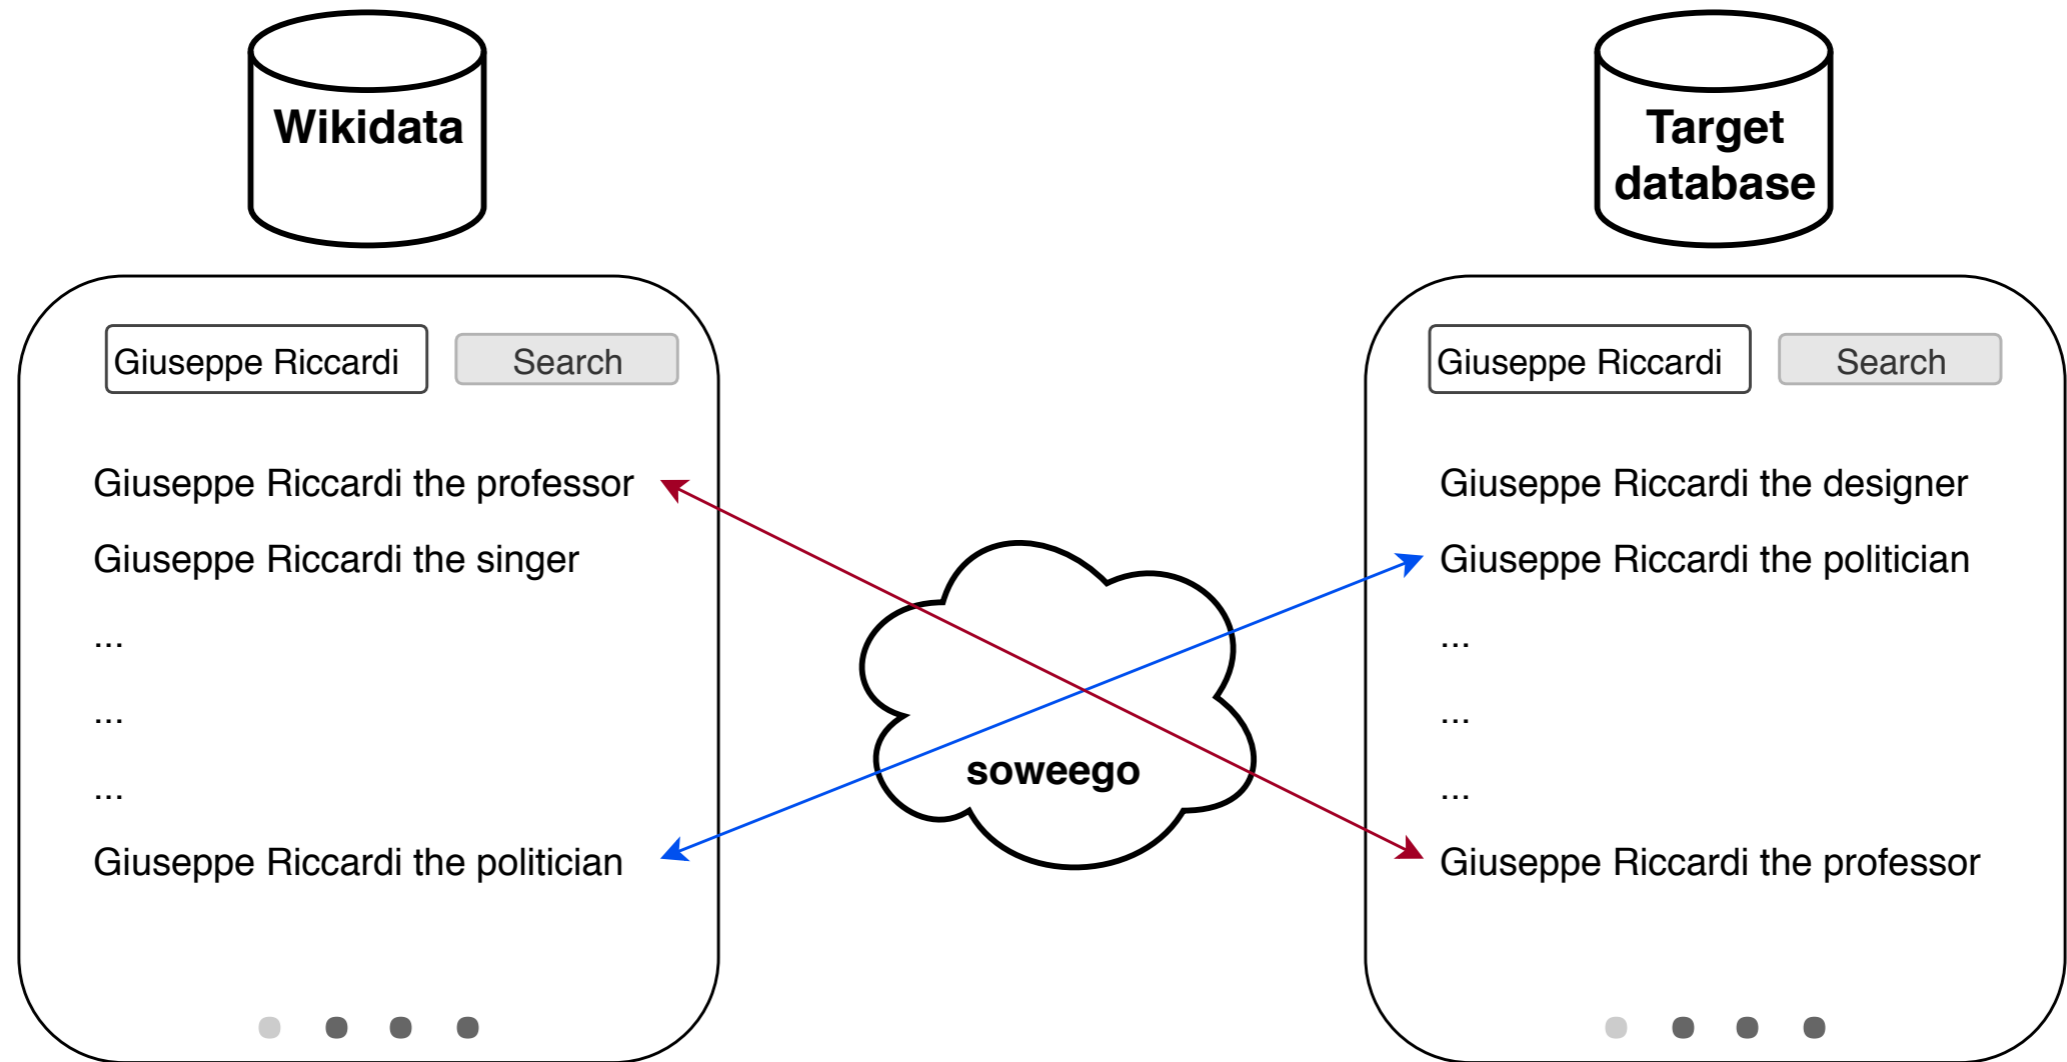 Wikidata
Giuseppe Riccardi
Search
Giuseppe Riccardi the professor
Giuseppe Riccardi the singer
...
...
...
Giuseppe Riccardi the politician
soweego
Target
database
Giuseppe Riccardi
Search
Giuseppe Riccardi the designer
Giuseppe Riccardi the politician
...
...
...
Giuseppe Riccardi the professor